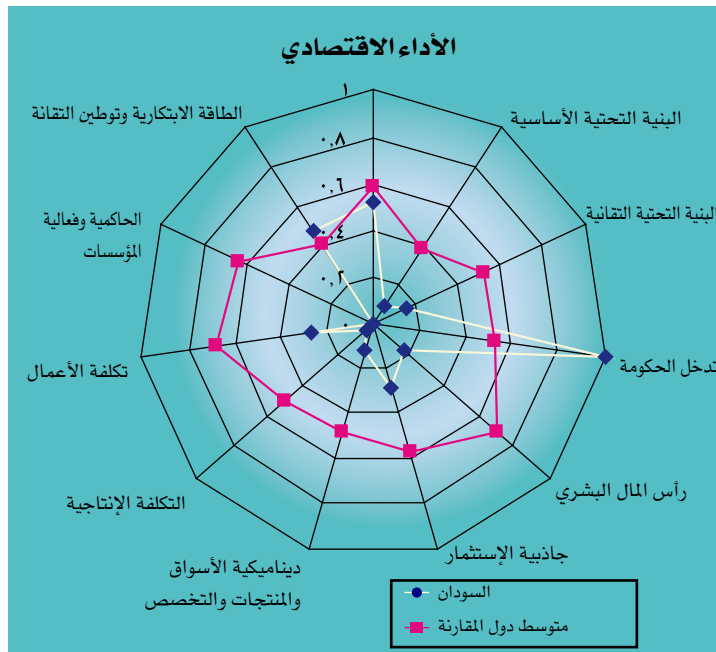 الأداء الاقتصادي
١
٠,٨
٠,٦
٠,٤
٠,٢
٠
البنية التحتية الأساسية
البنية التحتية التقانة
تدخل الحكومة
رأس المال البشري
جاذبية الإستثمار
ديناميكية الأسواق
والمنتجات والتخصص
التكلفة الإنتاجية
تكلفة الأعمال
الحاكمية وفعالية
المؤسسات
الطاقة الابتكارية وتوطين التقانة
السودان
متوسط دول المقارنة